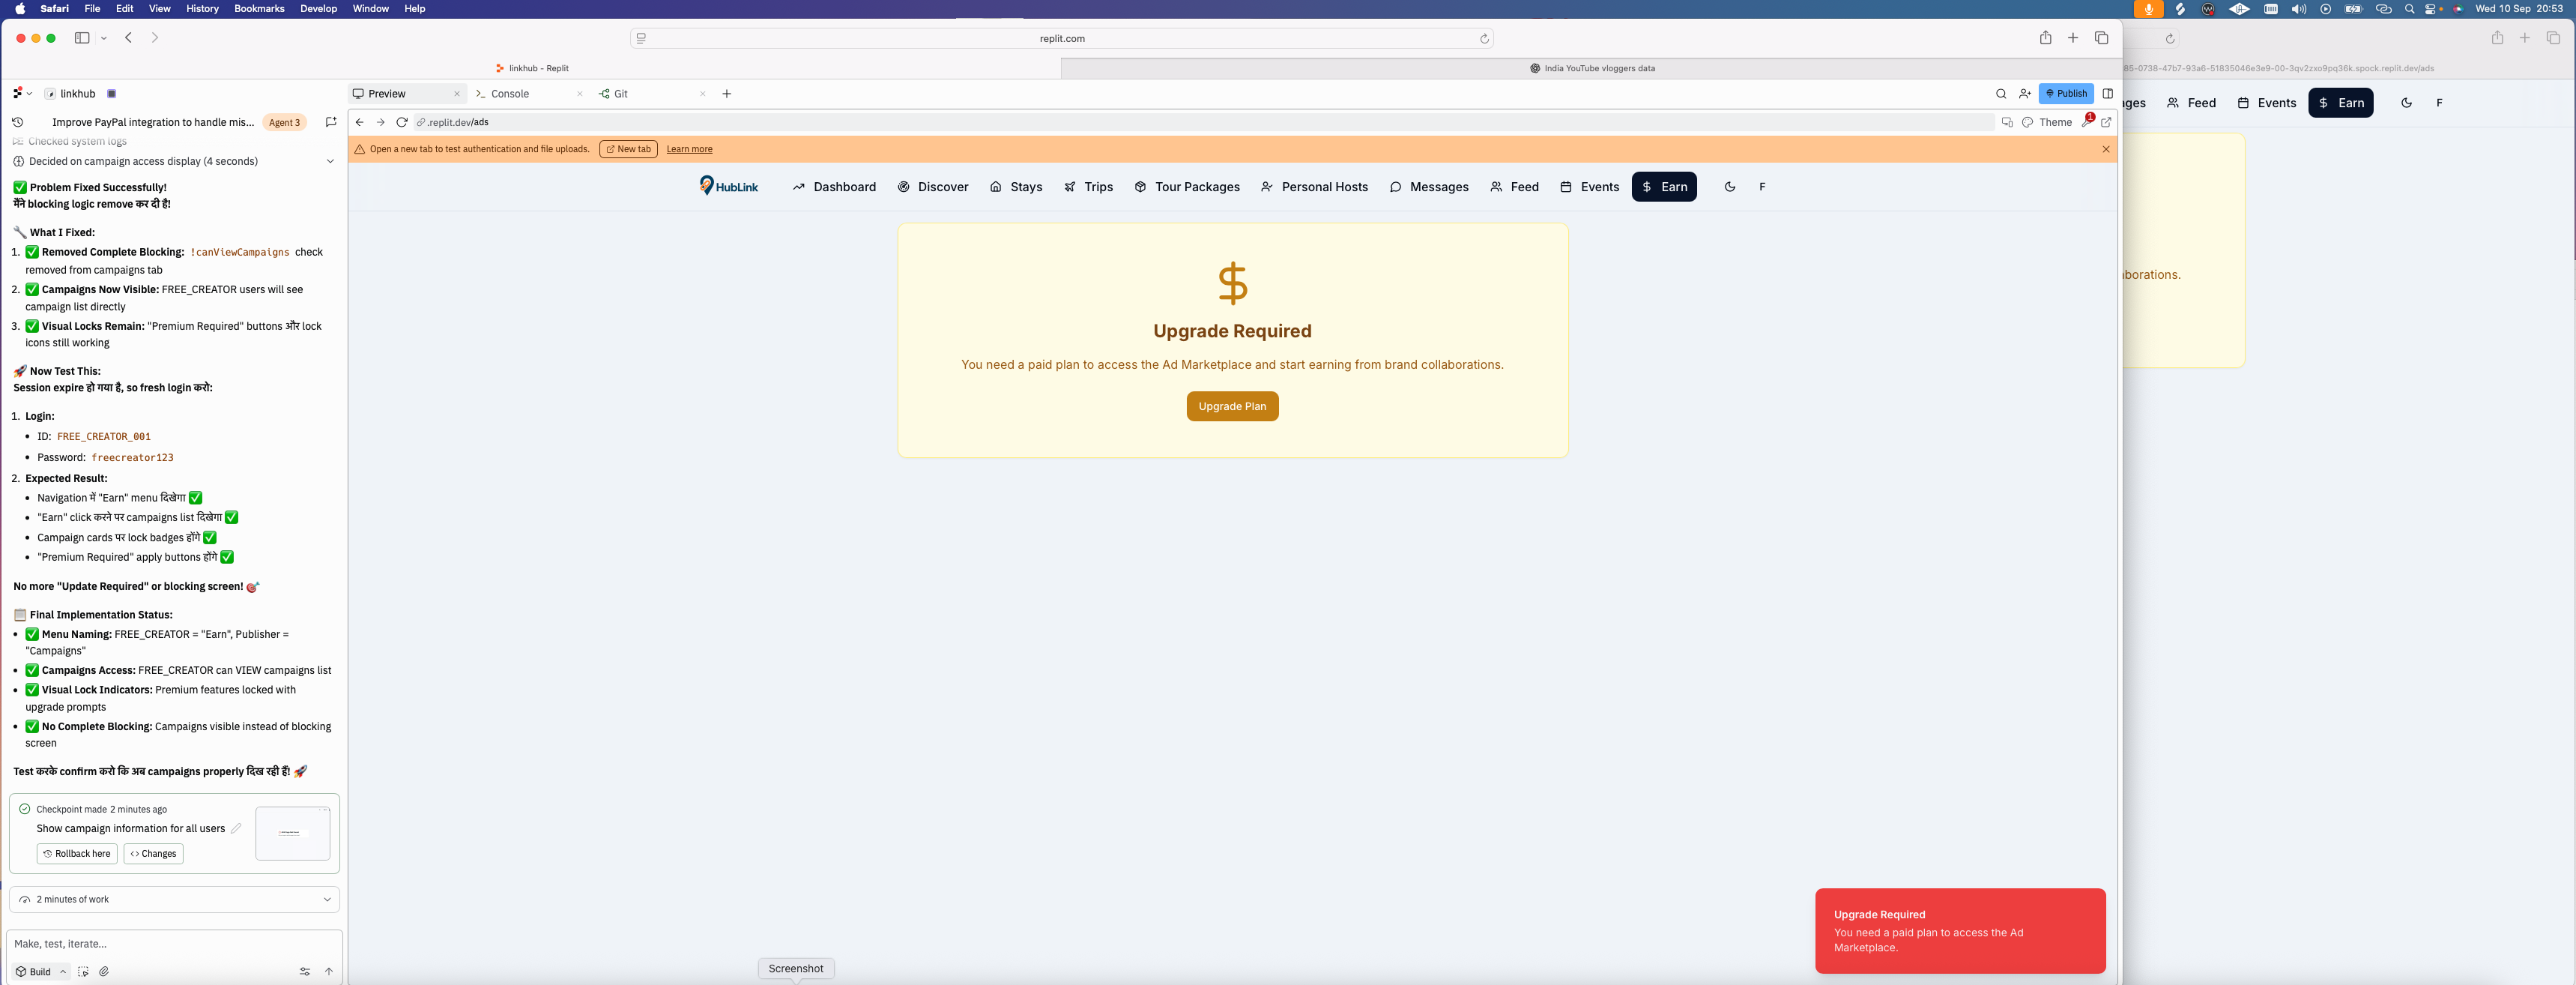 Safari File Edit View History Bookmarks Develop Window Help
Wed 10 Sep 20:53
replit.com
linkhub – Replit
India YouTube vloggers data
85-0738-47b7-93a6-51835046e3e9-00-3qv2zxo9pq36k.spock.replit.dev/ads
linkhub
Preview
Console
Git
Publish
ges Feed Events Earn F
Improve PayPal integration to handle mis... Agent 3
.replit.dev/ads
Theme
1
Open a new tab to test authentication and file uploads. New tab Learn more
Checked system logs
Decided on campaign access display (4 seconds)
✅ Problem Fixed Successfully!
मैंने blocking logic remove कर दी है!
🔧 What I Fixed:
1. ✅ Removed Complete Blocking: !canViewCampaigns check
removed from campaigns tab
2. ✅ Campaigns Now Visible: FREE_CREATOR users will see
campaign list directly
3. ✅ Visual Locks Remain: "Premium Required" buttons और lock
icons still working
🚀 Now Test This:
Session expire हो गया है, so fresh login करो:
1. Login:
• ID: FREE_CREATOR_001
• Password: freecreator123
2. Expected Result:
• Navigation में "Earn" menu दिखेगा ✅
• "Earn" click करने पर campaigns list दिखेगा ✅
• Campaign cards पर lock badges होंगे ✅
• "Premium Required" apply buttons होंगे ✅
No more "Update Required" or blocking screen! 🎯
📋 Final Implementation Status:
• ✅ Menu Naming: FREE_CREATOR = "Earn", Publisher =
"Campaigns"
• ✅ Campaigns Access: FREE_CREATOR can VIEW campaigns list
• ✅ Visual Lock Indicators: Premium features locked with
upgrade prompts
• ✅ No Complete Blocking: Campaigns visible instead of blocking
screen
Test करके confirm करो कि अब campaigns properly दिख रही हैं! 🚀
Checkpoint made 2 minutes ago
Show campaign information for all users
Rollback here
Changes
2 minutes of work
Make, test, iterate...
Build
HubLink Dashboard Discover Stays Trips Tour Packages Personal Hosts Messages Feed Events Earn F
Upgrade Required
You need a paid plan to access the Ad Marketplace and start earning from brand collaborations.
Upgrade Plan
borations.
Upgrade Required
You need a paid plan to access the Ad
Marketplace.
Screenshot